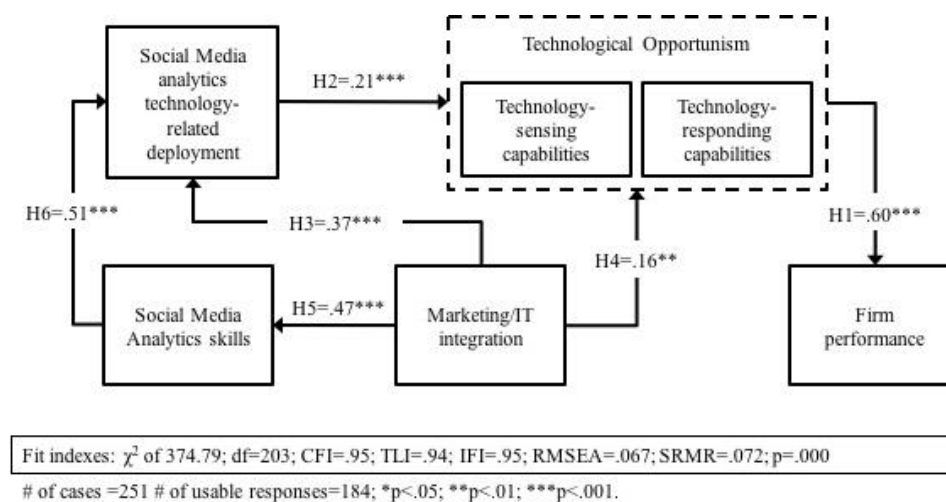 Social Media
analytics
technology-
related
deployment
H2=.21***
Technological Opportunism
Technology-
sensing
capabilities
Technology-
responding
capabilities
H6=.51***
H3=.37***
H4=.16**
H1=.60***
Social Media
Analytics skills
H5=.47***
Marketing/IT
integration
Firm
performance
Fit indexes: χ² of 374.79; df=203; CFI=.95; TLI=.94; IFI=.95; RMSEA=.067; SRMR=.072; p=.000
# of cases =251 # of usable responses=184; *p<.05; **p<.01; ***p<.001.